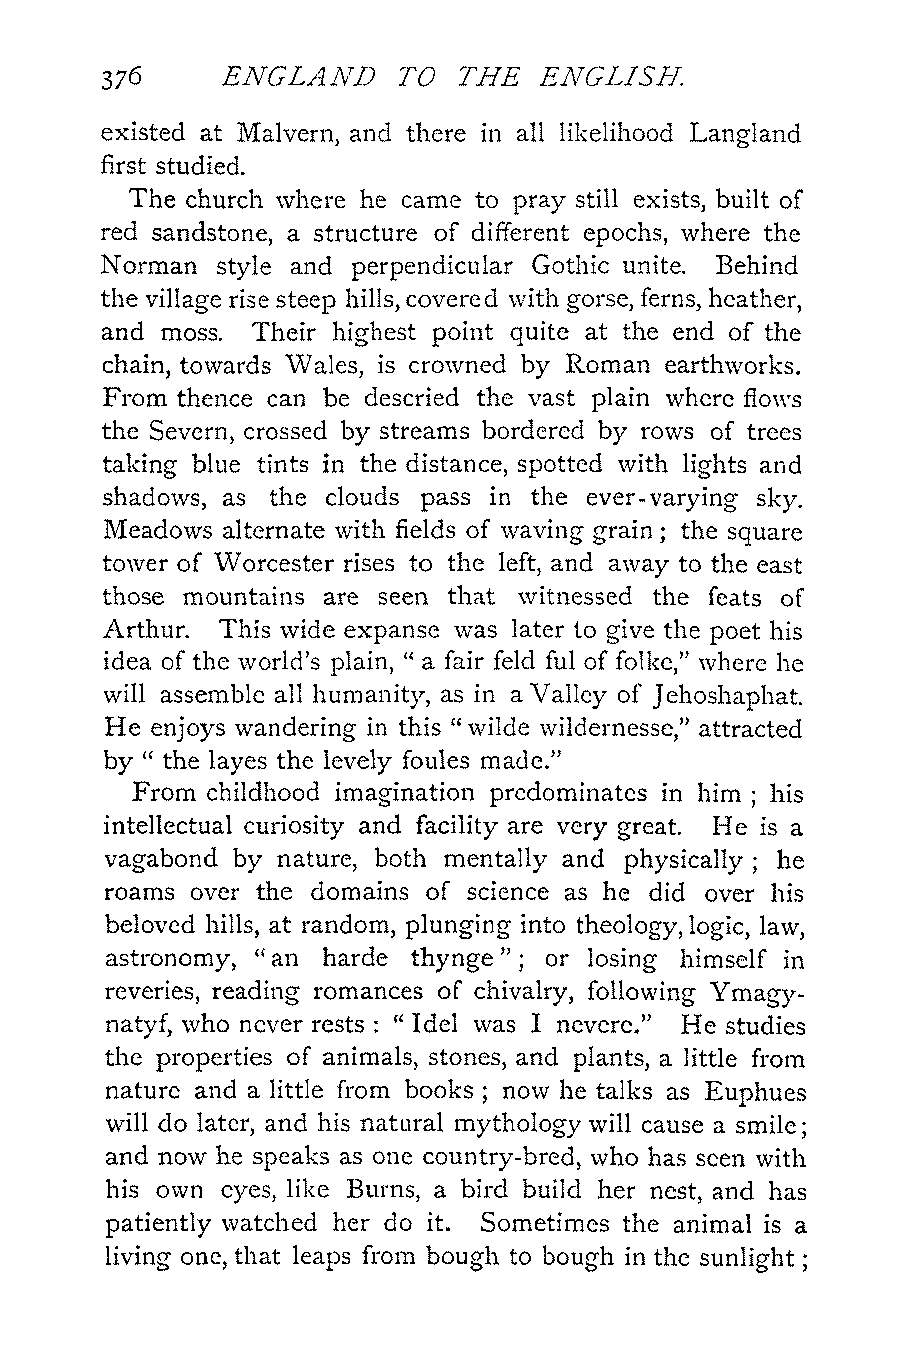 376 ENGLAND TO THE ENGLISH.
existed at Malvern, and there in all likelihood Langland
first studied.
The church where he came to pray still exists, built of
red sandstone, a structure of different epochs, where the
Norman style and perpendicular Gothic unite. Behind
the village rise steep hills, covered with gorse, ferns, heather,
and moss. Their highest point quite at the end of the
chain, towards Wales, is crowned by Roman earthworks.
From thence can be descried the vast plain where flows
the Severn, crossed by streams bordered by rows of trees
taking blue tints in the distance, spotted with lights and
shadows, as the clouds pass in the ever-varying sky.
Meadows alternate with fields of waving grain ; the square
tower of Worcester rises to the left, and away to the east
those mountains are seen that witnessed the feats of
Arthur. This wide expanse was later to give the poet his
idea of the world's plain, “ a fair feld ful of folke,” where he
will assemble all humanity, as in a Valley of Jehoshaphat.
He enjoys wandering in this “ wilde wildernesse,” attracted
by “ the layes the levely foules made.”
From childhood imagination predominates in him ; his
intellectual curiosity and facility are very great. He is a
vagabond by nature, both mentally and physically ; he
roams over the domains of science as he did over his
beloved hills, at random, plunging into theology, logic, law,
astronomy, “ an harde thynge ” ; or losing himself in
reveries, reading romances of chivalry, following Ymagy-
natyf, who never rests : “ Idel was I nevere.” He studies
the properties of animals, stones, and plants, a little from
nature and a little from books ; now he talks as Euphues
will do later, and his natural mythology will cause a smile ;
and now he speaks as one country-bred, who has seen with
his own eyes, like Burns, a bird build her nest, and has
patiently watched her do it. Sometimes the animal is a
living one, that leaps from bough to bough in the sunlight ;